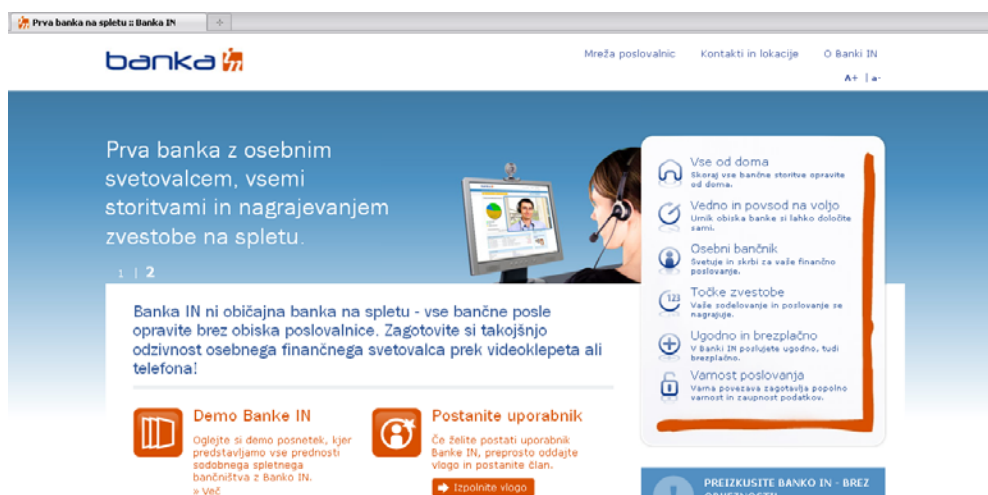 Prva banka na spletu :: Banka IN
banka in
Mreža poslovalnic Kontakti in lokacije O Banki IN
A+ | a-
Prva banka z osebnim
svetovalcem, vsemi
storitvami in nagrajevanjem
zvestobe na spletu.
1 | 2
Vse od doma
Skoraj vse bančne storitve opravite
od doma.
Vedno in povsod na voljo
Urnik obiska banke si lahko določite
sami.
Osebni bančnik
Svetuje in skrbi za vaše finančno
poslovanje.
123
Točke zvestobe
Vaše sodelovanje in poslovanje se
nagrajuje.
Ugodno in brezplačno
V Banki IN poslujete ugodno, tudi
brezplačno.
Varnost poslovanja
Varna povezava zagotavlja popolno
varnost in zaupnost podatkov.
Banka IN ni običajna banka na spletu - vse bančne posle
opravite brez obiska poslovalnice. Zagotovite si takojšnjo
odzivnost osebnega finančnega svetovalca prek videoklepeta ali
telefona!
Demo Banke IN
Oglejte si demo posnetek, kjer
predstavljamo vse prednosti
sodobnega spletnega
bančništva z Banko IN.
» Več
Postanite uporabnik
Če želite postati uporabnik
Banke IN, preprosto oddajte
vlogo in postanite član.
Izpolnite vlogo
PREIZKUSITE BANKO IN - BREZ